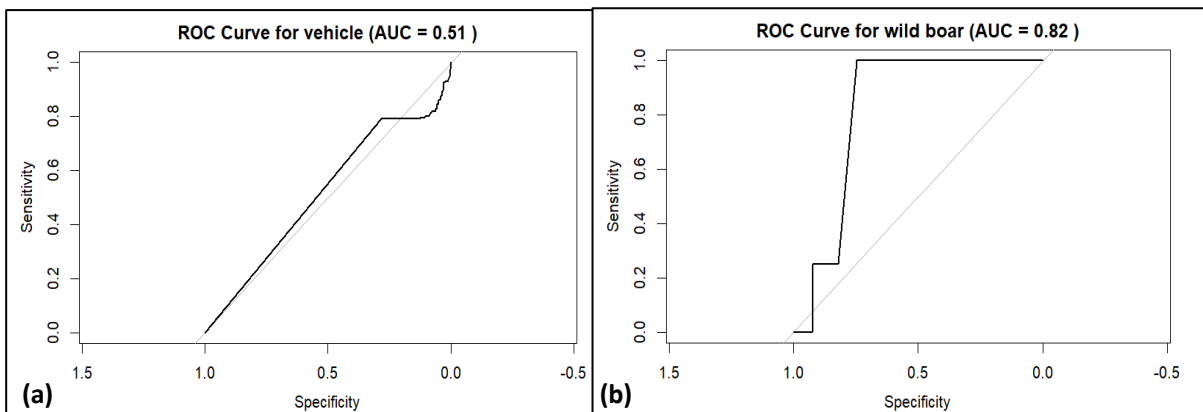 ROC Curve for vehicle (AUC = 0.51 )
Sensitivity
1.0
0.8
0.6
0.4
0.2
0.0
1.5 1.0 0.5 0.0 -0.5
Specificity
(a)
ROC Curve for wild boar (AUC = 0.82 )
Sensitivity
1.0
0.8
0.6
0.4
0.2
0.0
1.5 1.0 0.5 0.0 -0.5
Specificity
(b)